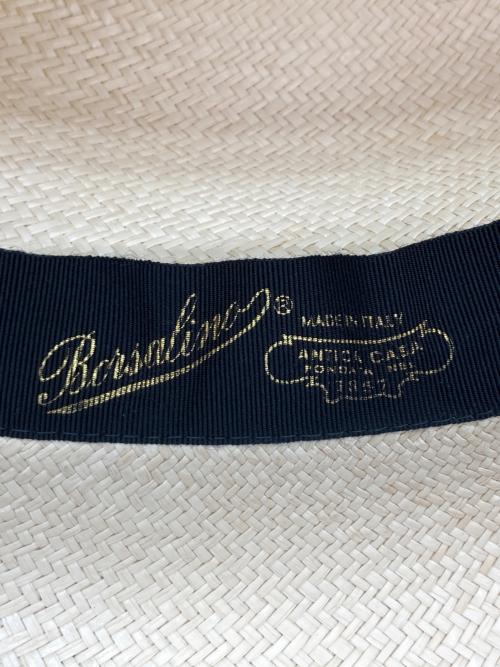 Borsalino®
MADE IN ITALY
ANTICA CASA
FONDATA NEL
1857